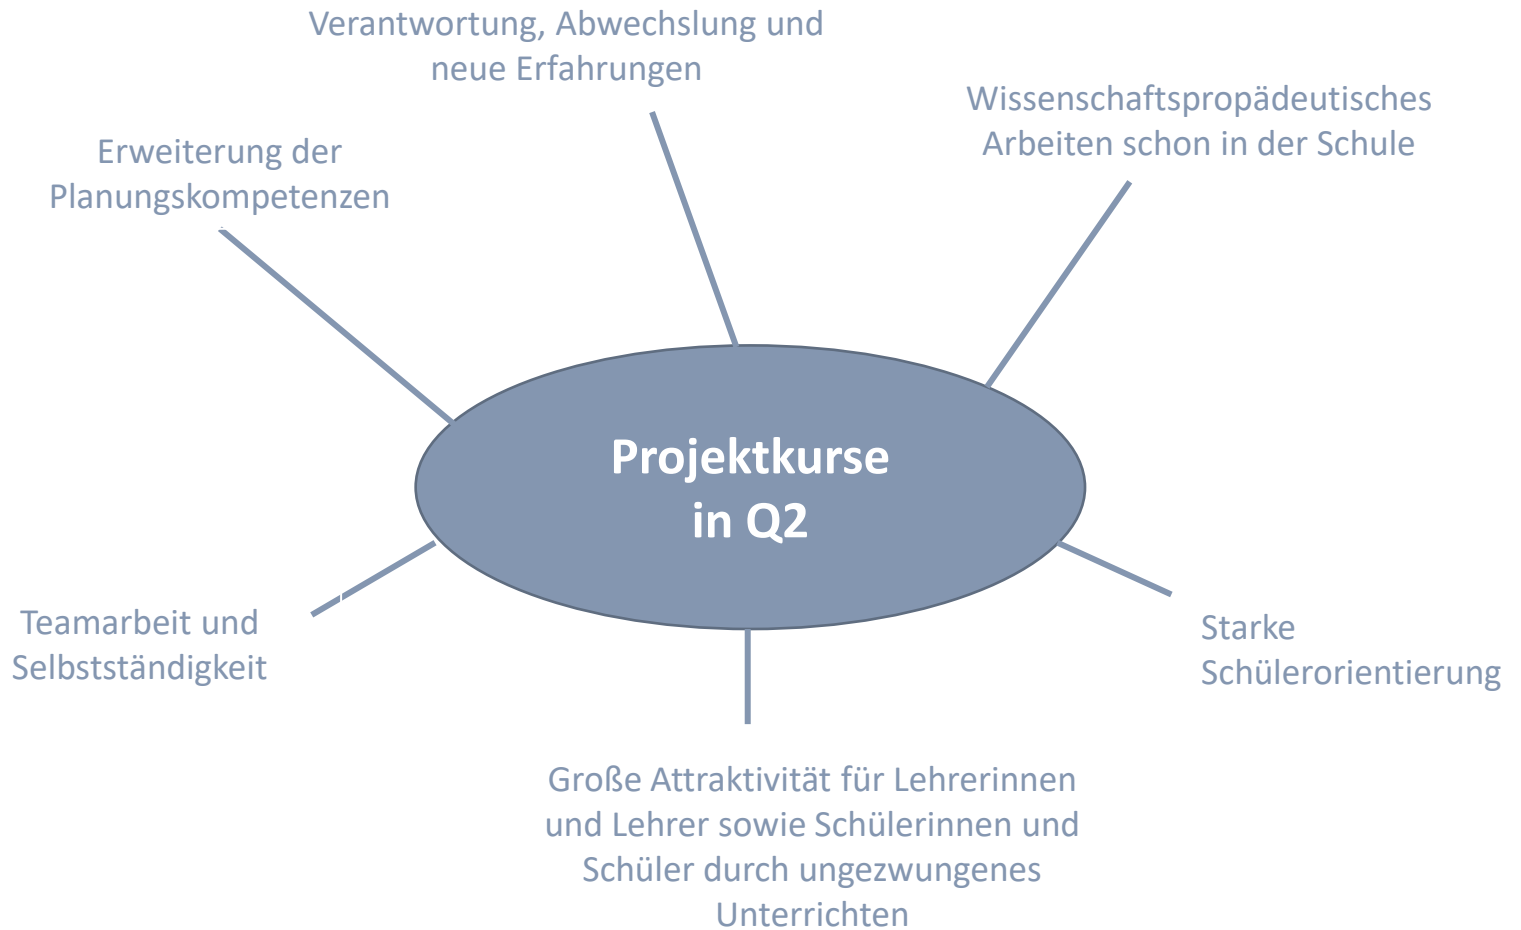 Verantwortung, Abwechslung und
neue Erfahrungen
Wissenschaftspropädeutisches
Arbeiten schon in der Schule
Erweiterung der
Planungskompetenzen
Projektkurse
in Q2
Teamarbeit und
Selbstständigkeit
Starke
Schülerorientierung
Große Attraktivität für Lehrerinnen
und Lehrer sowie Schülerinnen und
Schüler durch ungezwungenes
Unterrichten